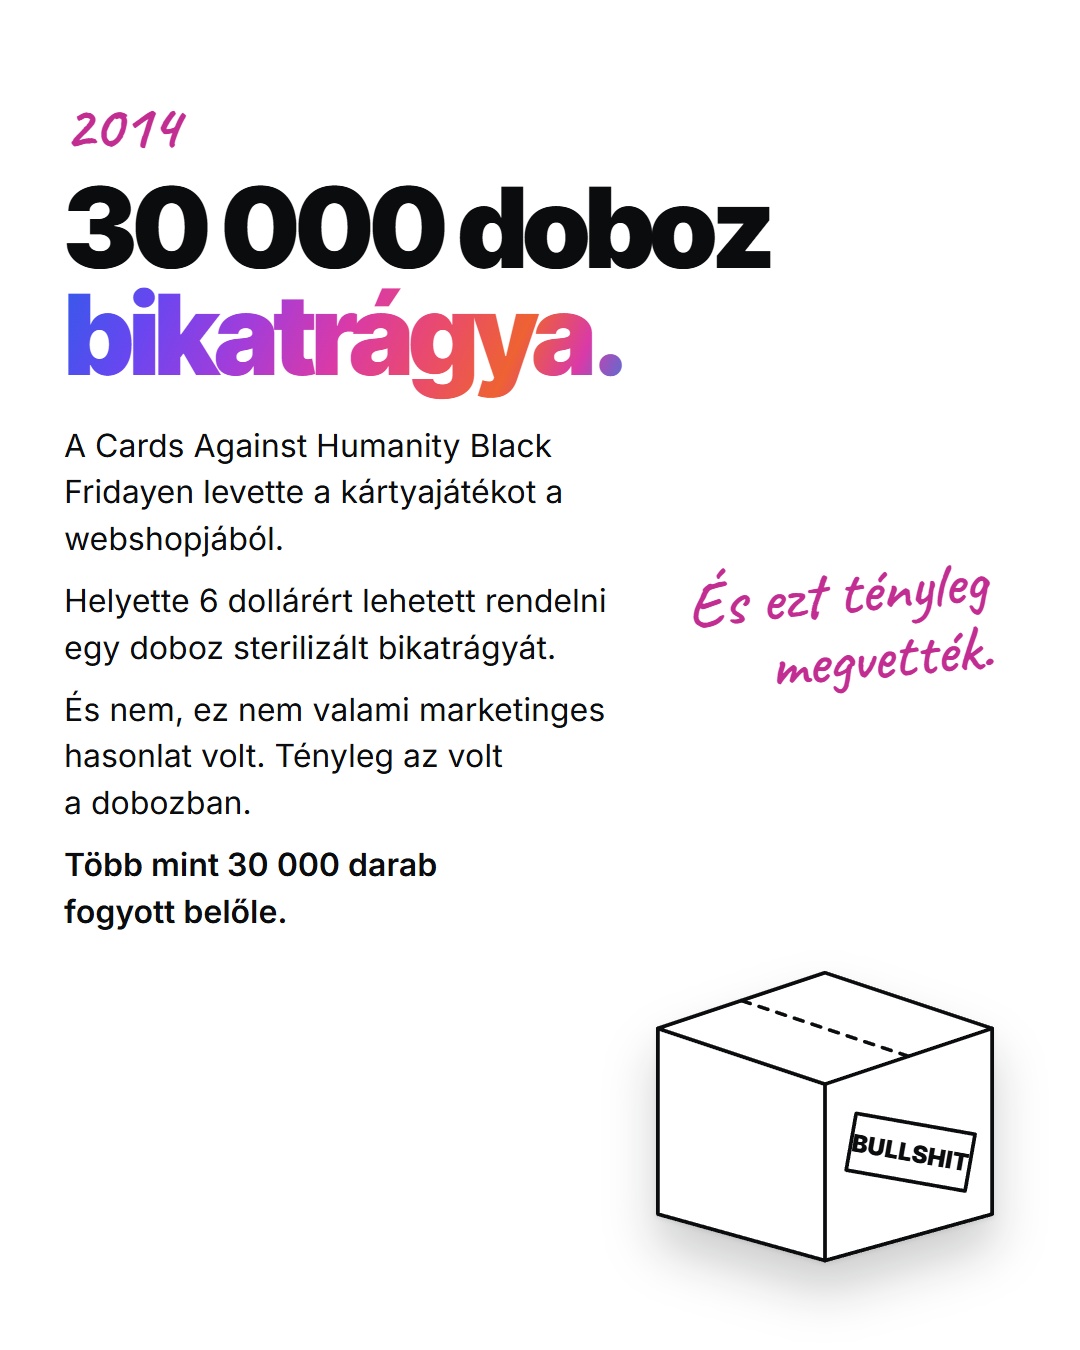 2014
30 000 doboz
bikatrágya.
A Cards Against Humanity Black
Fridayen levette a kártyajátékot a
webshopjából.
Helyette 6 dollárért lehetett rendelni
egy doboz sterilizált bikatrágyát.
És nem, ez nem valami marketinges
hasonlat volt. Tényleg az volt
a dobozban.
Több mint 30 000 darab
fogyott belőle.
És ezt tényleg
megvették.
BULLSHIT